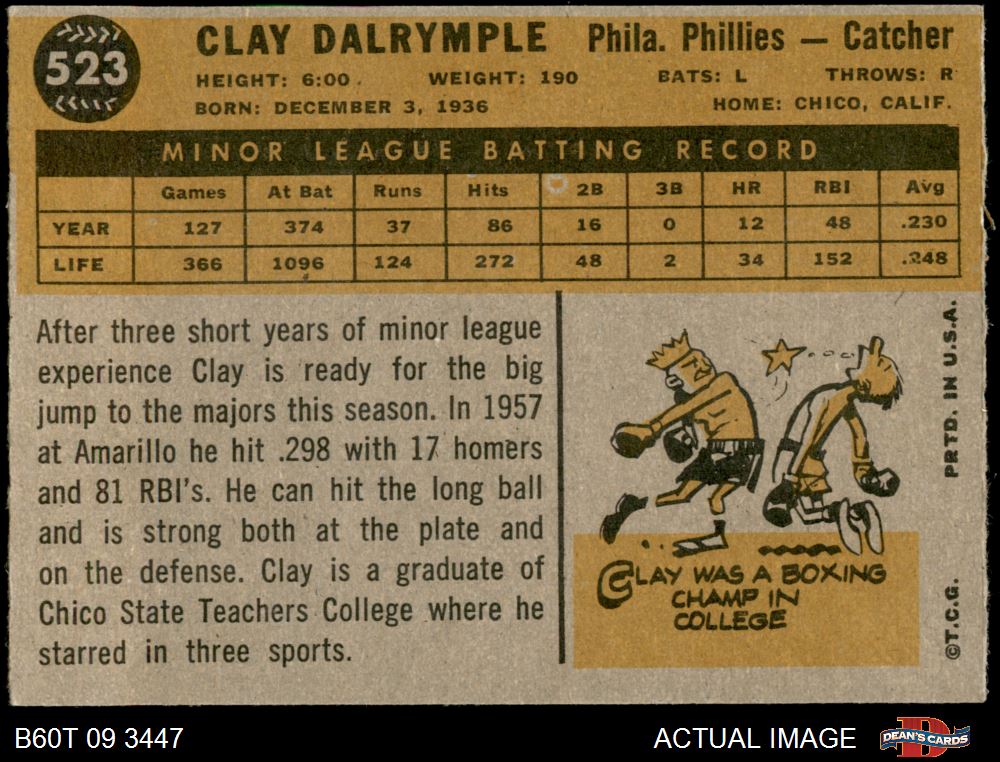 523
CLAY DALRYMPLE Phila. Phillies — Catcher
HEIGHT: 6:00 WEIGHT: 190 BATS: L THROWS: R
BORN: DECEMBER 3, 1936 HOME: CHICO, CALIF.
MINOR LEAGUE BATTING RECORD
Games At Bat Runs Hits 2B 3B HR RBI Avg
YEAR 127 374 37 86 16 0 12 48 .230
LIFE 366 1096 124 272 48 2 34 152 .248
After three short years of minor league
experience Clay is ready for the big
jump to the majors this season. In 1957
at Amarillo he hit .298 with 17 homers
and 81 RBI's. He can hit the long ball
and is strong both at the plate and
on the defense. Clay is a graduate of
Chico State Teachers College where he
starred in three sports.
CLAY WAS A BOXING
CHAMP IN
COLLEGE
©T.C.G. PRTD. IN U.S.A.
B60T 09 3447 ACTUAL IMAGE
D
DEAN'S CARDS